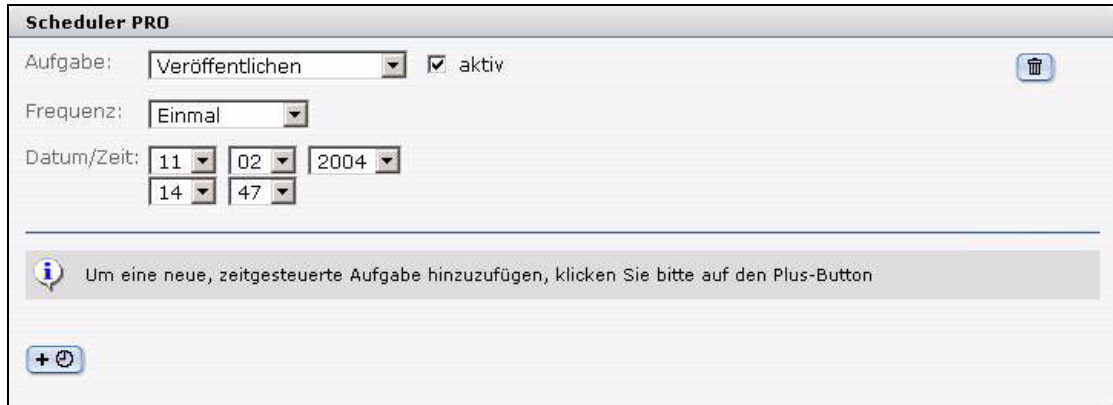 Scheduler PRO
Aufgabe: Veröffentlichen aktiv
Frequenz: Einmal
Datum/Zeit: 11 02 2004
14 47
Um eine neue, zeitgesteuerte Aufgabe hinzuzufügen, klicken Sie bitte auf den Plus-Button
+